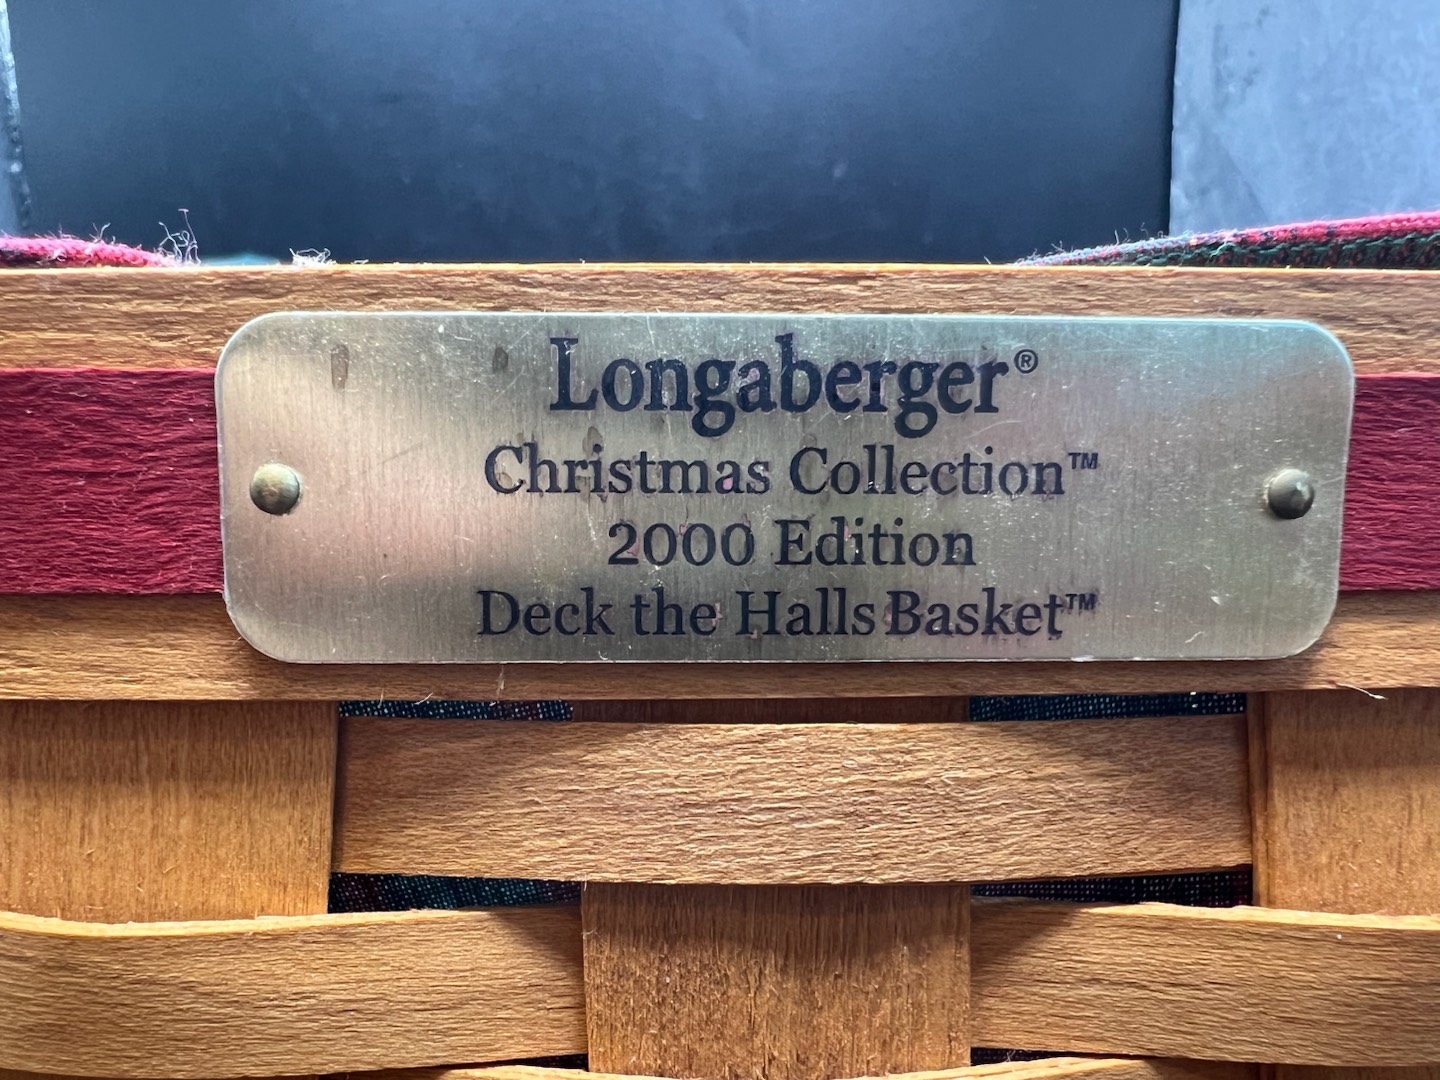 Longaberger®
Christmas Collection™
2000 Edition
Deck the Halls Basket™